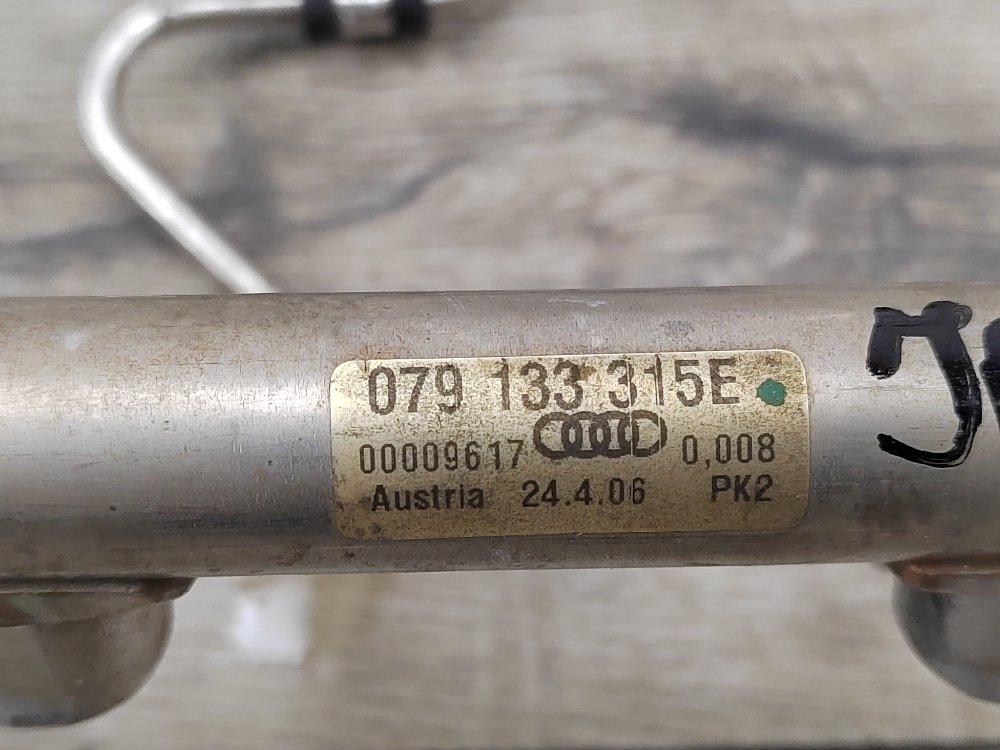 079 133 315E
00009617 0,008
Austria 24.4.06 PK2